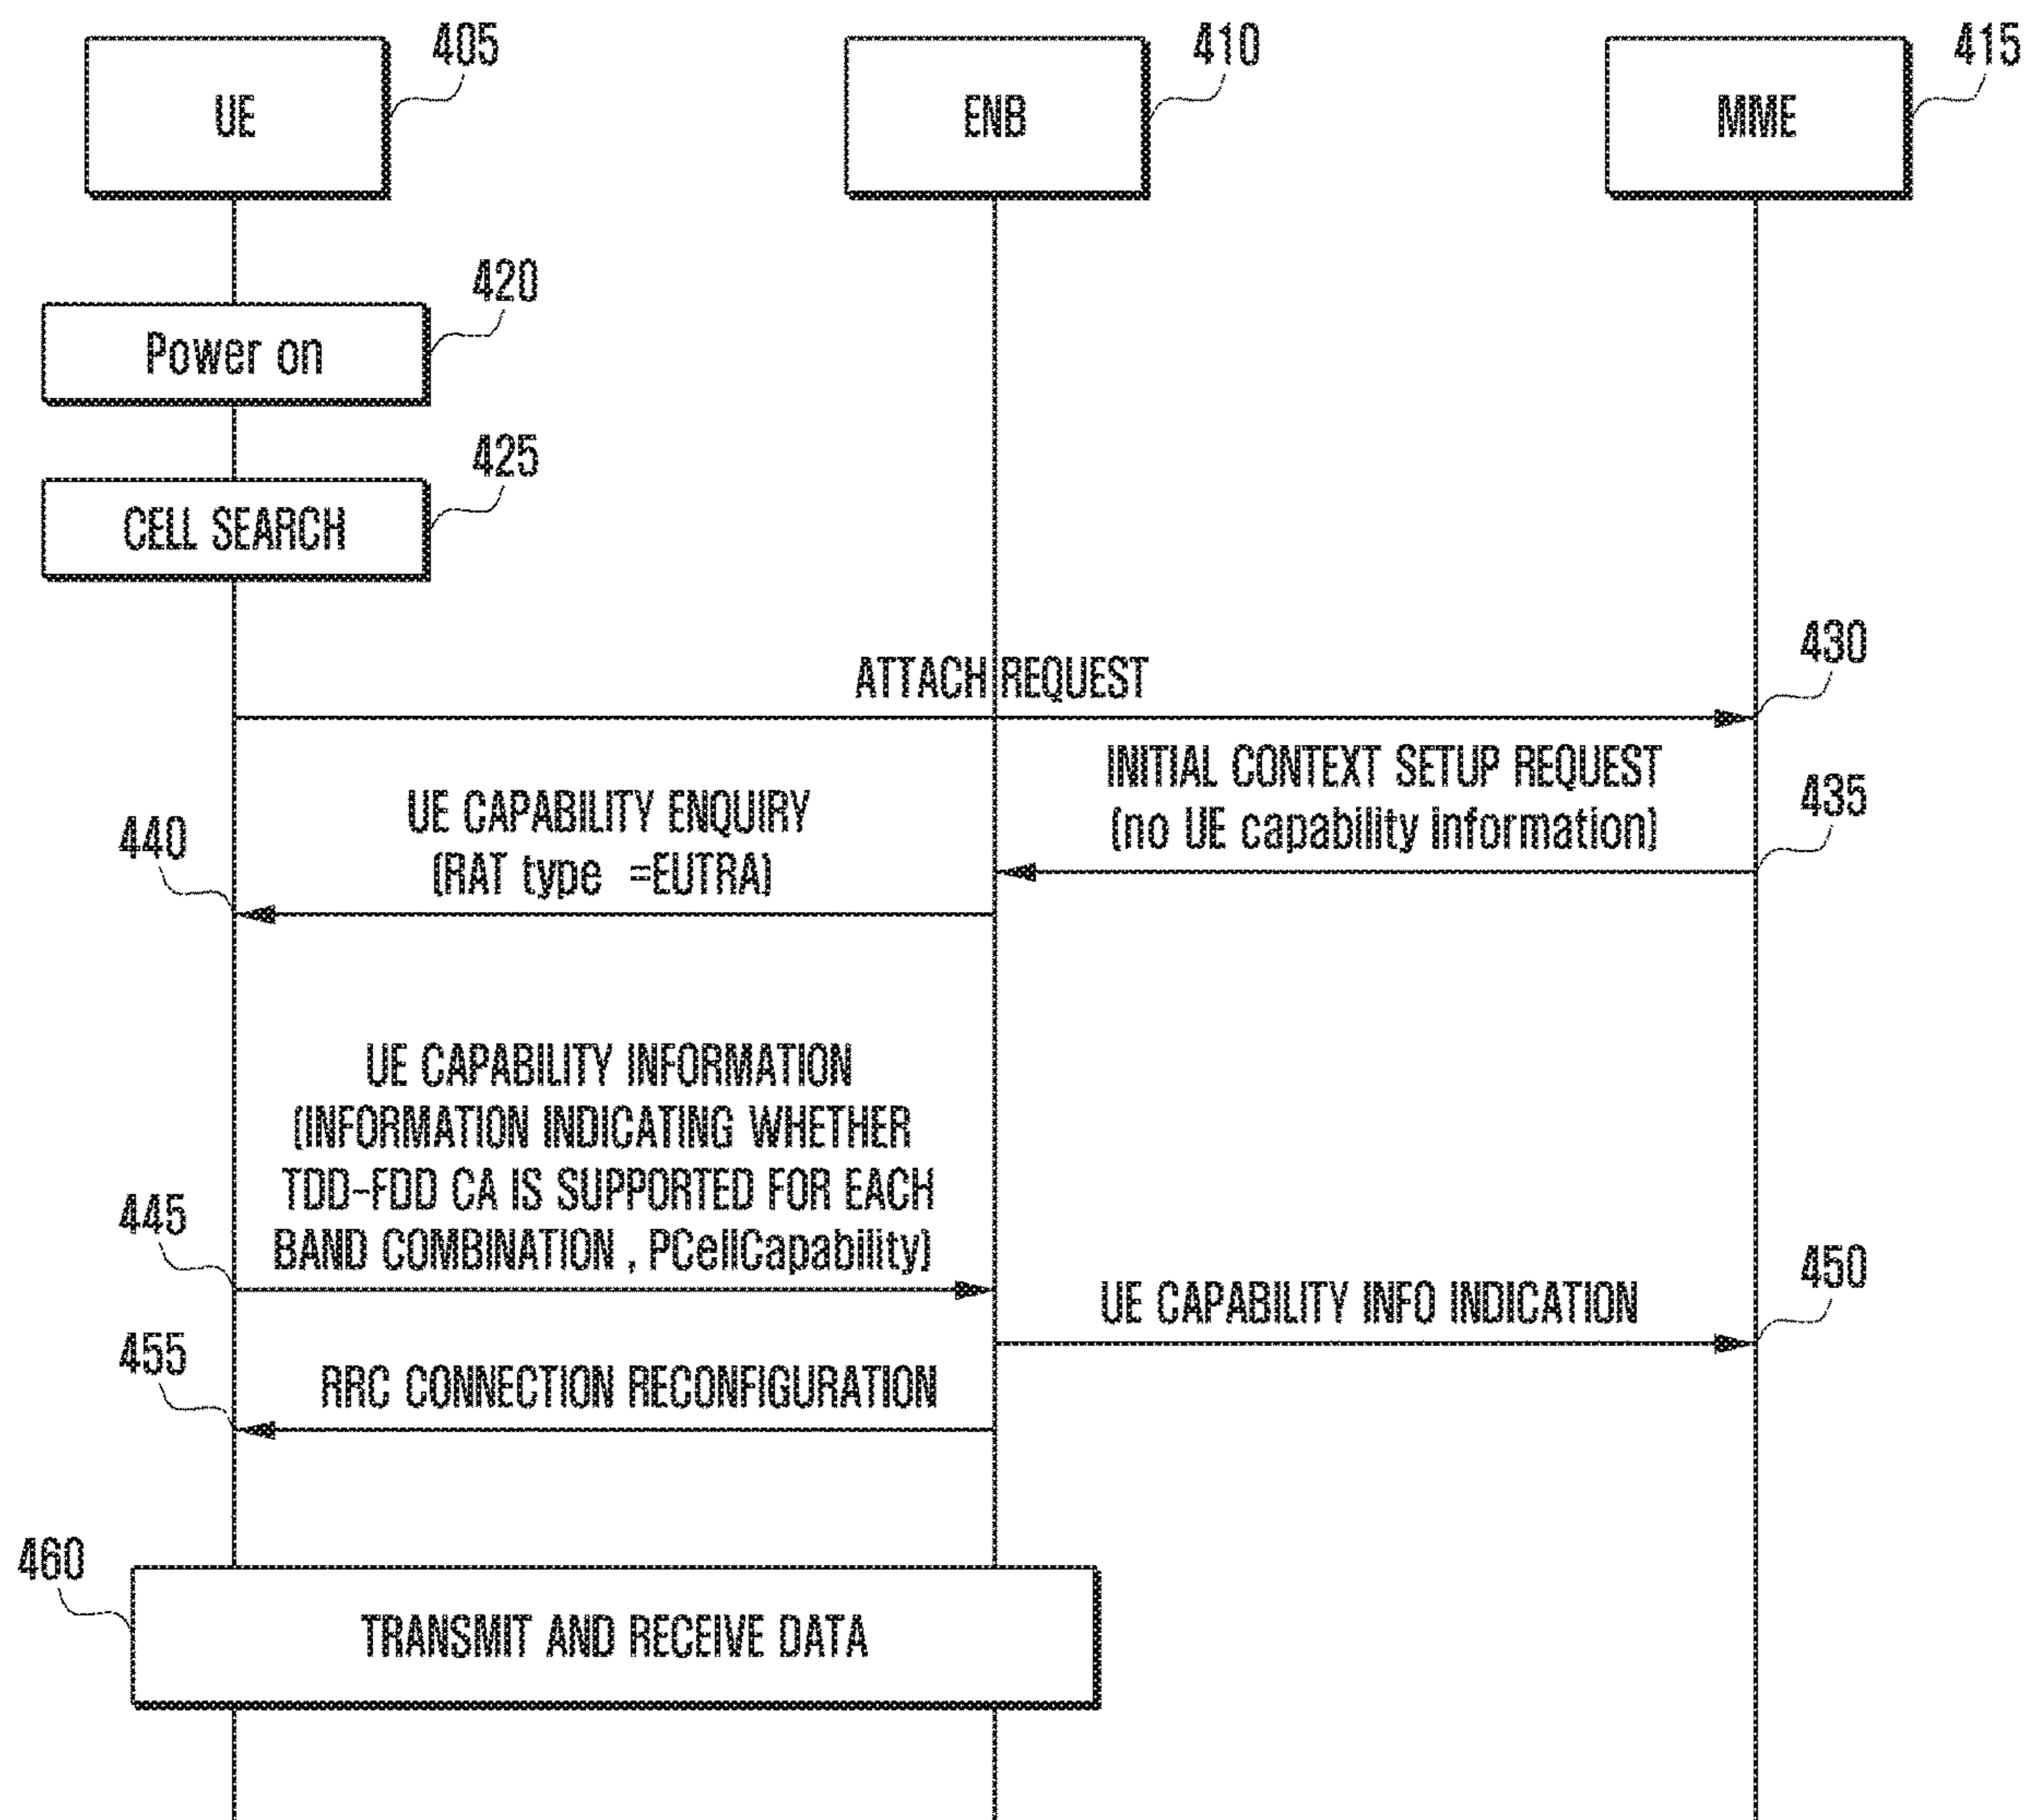 405
410
415
UE
ENB
MME
420
Power on
425
CELL SEARCH
430
ATTACH REQUEST
INITIAL CONTEXT SETUP REQUEST
(no UE capability information)
435
UE CAPABILITY ENQUIRY
(RAT type =EUTRA)
440
UE CAPABILITY INFORMATION
(INFORMATION INDICATING WHETHER
TDD-FDD CA IS SUPPORTED FOR EACH
BAND COMBINATION , PCellCapability)
445
450
UE CAPABILITY INFO INDICATION
455
RRC CONNECTION RECONFIGURATION
460
TRANSMIT AND RECEIVE DATA